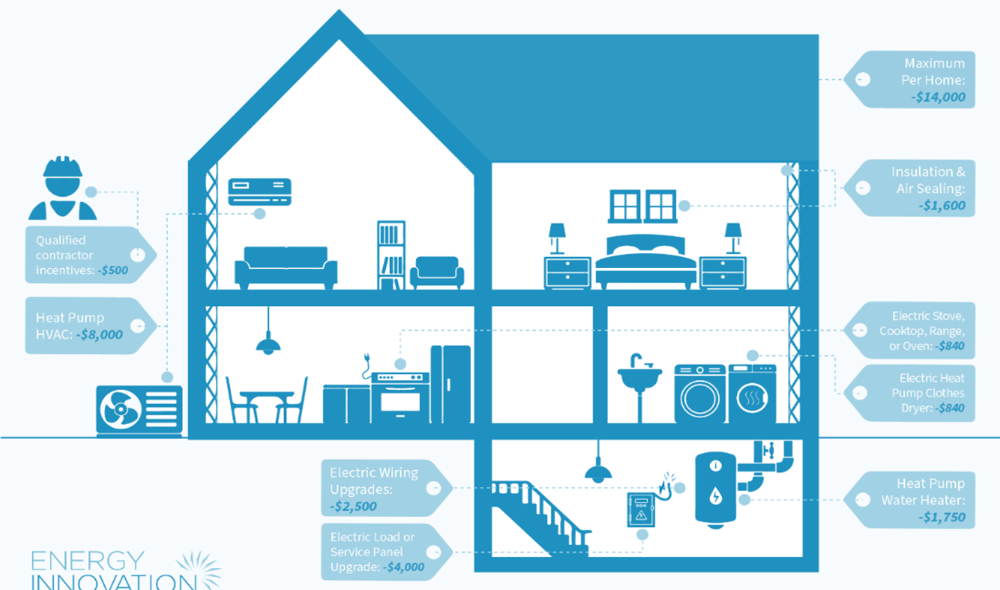 Maximum
Per Home:
-$14,000
Insulation &
Air Sealing:
-$1,600
Qualified
contractor
incentives: -$500
Heat Pump
HVAC: -$8,000
Electric Stove,
Cooktop, Range,
or Oven: -$840
Electric Heat
Pump Clothes
Dryer: -$840
Electric Wiring
Upgrades:
-$2,500
Heat Pump
Water Heater:
-$1,750
Electric Load or
Service Panel
Upgrade: -$4,000
ENERGY
INNOVATION